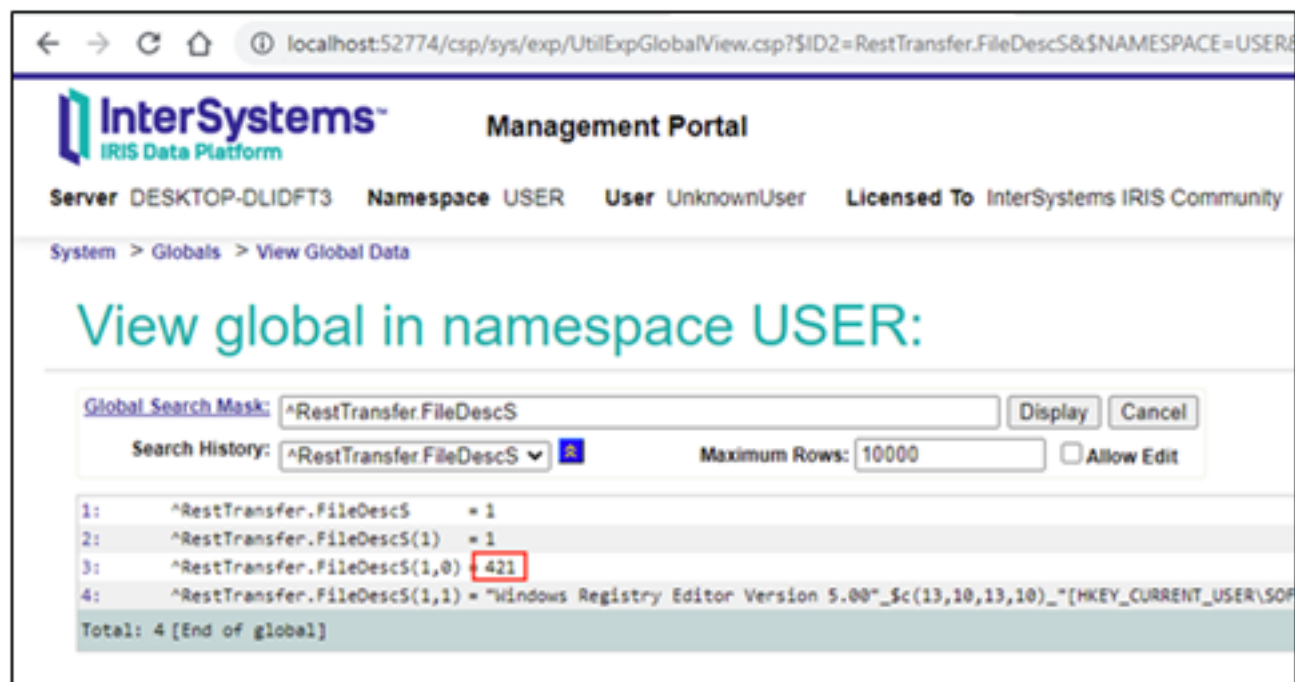 localhost:52774/csp/sys/exp/UtilExpGlobalView.csp?$ID2=RestTransfer.FileDescS&$NAMESPACE=USER&
InterSystems™ Management Portal
IRIS Data Platform
Server DESKTOP-DLIDFT3 Namespace USER User UnknownUser Licensed To InterSystems IRIS Community
System > Globals > View Global Data
View global in namespace USER:
Global Search Mask: ^RestTransfer.FileDescS Display Cancel
Search History: ^RestTransfer.FileDescS Maximum Rows: 10000 Allow Edit
1: ^RestTransfer.FileDescS = 1
2: ^RestTransfer.FileDescS(1) = 1
3: ^RestTransfer.FileDescS(1,0) = 421
4: ^RestTransfer.FileDescS(1,1) = "Windows Registry Editor Version 5.00"_$c(13,10,13,10)_"[HKEY_CURRENT_USER\SOF
Total: 4 [End of global]